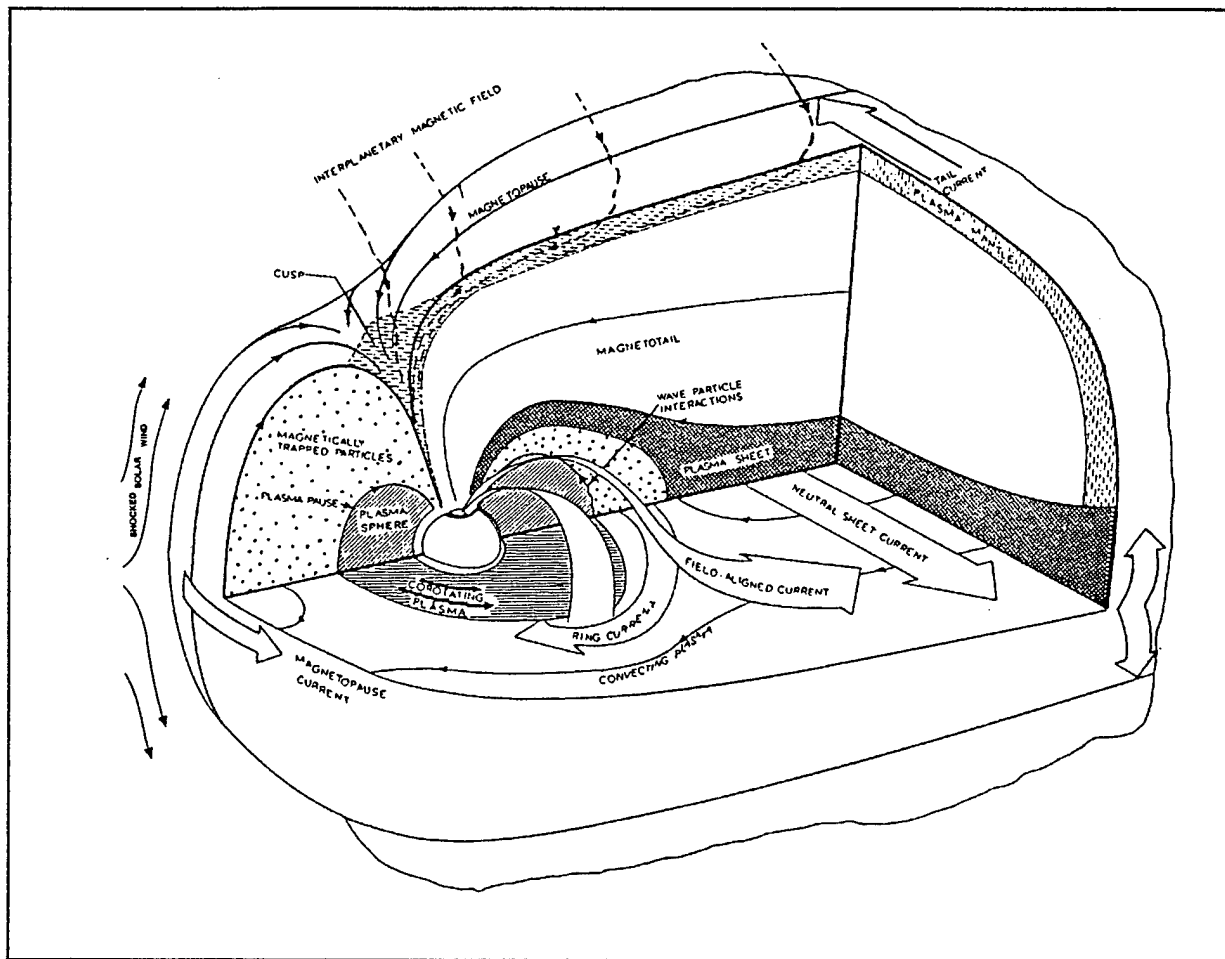 INTERPLANETARY MAGNETIC FIELD
MAGNETOPAUSE
TAIL
CURRENT
PLASMA MANTLE
CUSP
MAGNETOTAIL
WAVE PARTICLE
INTERACTIONS
MAGNETICALLY
TRAPPED PARTICLES
PLASMA SHEET
SHOCKED SOLAR WIND
PLASMA PAUSE
PLASMA
SPHERE
NEUTRAL SHEET CURRENT
FIELD-ALIGNED CURRENT
COROTATING
PLASMA
RING CURRENT
CONVECTING PLASMA
MAGNETOPAUSE
CURRENT